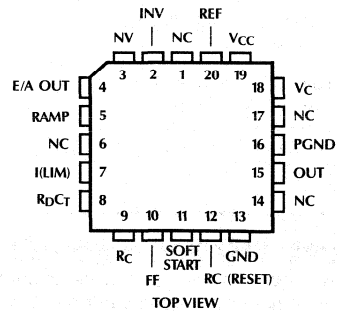 INV REF
NV NC VCC
3 2 1 20 19
E/A OUT 4 18 VC
RAMP 5 17 NC
NC 6 16 PGND
I(LIM) 7 15 OUT
RDCT 8 14 NC
9 10 11 12 13
RC SOFT START GND
FF RC (RESET)
TOP VIEW